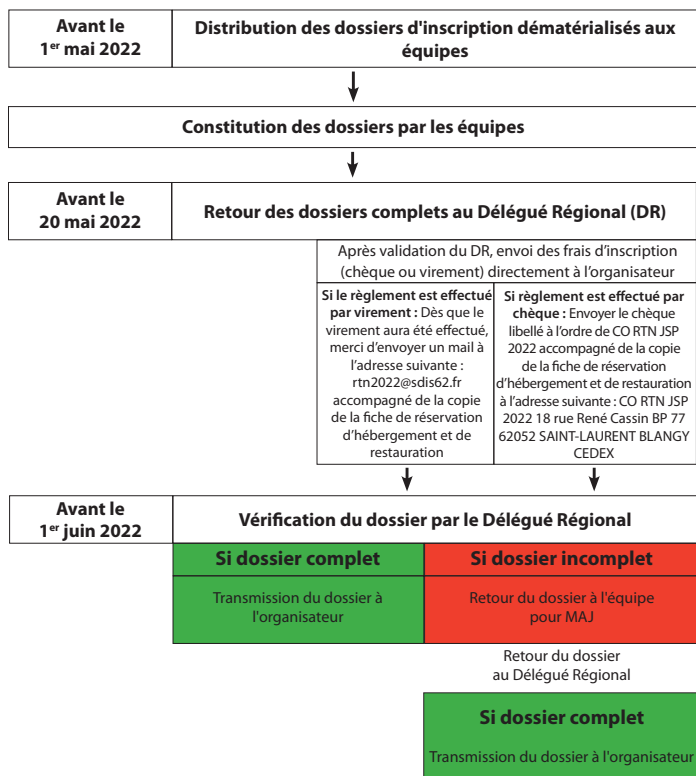 Avant le
1er mai 2022
Distribution des dossiers d'inscription dématérialisés aux
équipes
Constitution des dossiers par les équipes
Avant le
20 mai 2022
Retour des dossiers complets au Délégué Régional (DR)
Après validation du DR, envoi des frais d'inscription
(chèque ou virement) directement à l'organisateur
Si le règlement est effectué
par virement : Dès que le
virement aura été effectué,
merci d'envoyer un mail à
l'adresse suivante :
rtn2022@sdis62.fr
accompagné de la copie
de la fiche de réservation
d'hébergement et de
restauration
Si règlement est effectué par
chèque : Envoyer le chèque
libellé à l'ordre de CO RTN JSP
2022 accompagné de la copie
de la fiche de réservation
d'hébergement et de restauration
à l'adresse suivante : CO RTN JSP
2022 18 rue René Cassin BP 77
62052 SAINT-LAURENT BLANGY
CEDEX
Avant le
1er juin 2022
Vérification du dossier par le Délégué Régional
Si dossier complet
Transmission du dossier à
l'organisateur
Si dossier incomplet
Retour du dossier à l'équipe
pour MAJ
Retour du dossier
au Délégué Régional
Si dossier complet
Transmission du dossier à l'organisateur